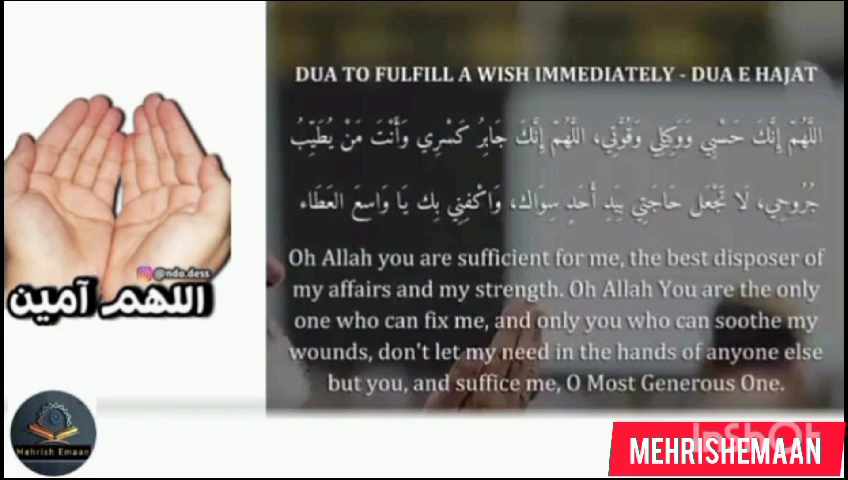 DUA TO FULFILL A WISH IMMEDIATELY - DUA E HAJAT
اللَّهُمّ إِنَّكَ حَسْبِي وَوَكِيلِي وَقُوَّتِي، اللَّهُمّ إِنَّكَ جَابِرُ كَسْرِي وَأَنْتَ مَنْ يُطَيِّبُ
جُرُوحِي، لَا تَجْعَل حَاجَتِي بِيَدِ أَحَدٍ سِوَاك، وَاكْفِنِي بِك يَا وَاسِعَ العَطَاء
Oh Allah you are sufficient for me, the best disposer of
my affairs and my strength. Oh Allah You are the only
one who can fix me, and only you who can soothe my
wounds, don't let my need in the hands of anyone else
but you, and suffice me, O Most Generous One.
@ndo.dess
اللهم آمين
Mehrish Emaan
InShOt
MEHRISHEMAAN